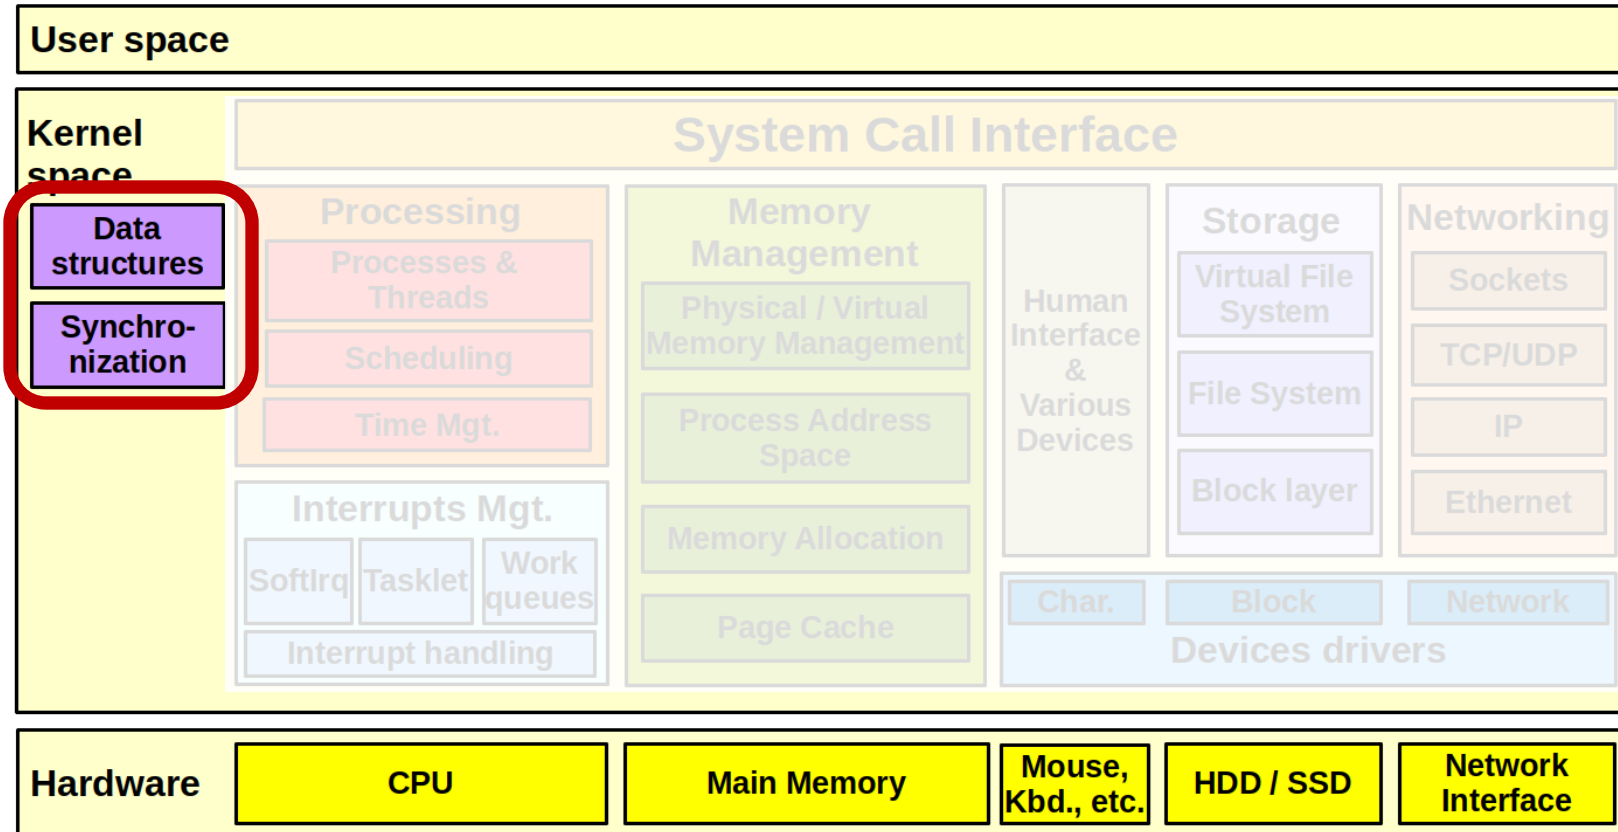 User space
Kernel
space
System Call Interface
Data
structures
Synchro-
nization
Processing
Processes &
Threads
Scheduling
Time Mgt.
Interrupts Mgt.
SoftIrq
Tasklet
Work
queues
Interrupt handling
Memory
Management
Physical / Virtual
Memory Management
Process Address
Space
Memory Allocation
Page Cache
Human
Interface
&
Various
Devices
Storage
Virtual File
System
File System
Block layer
Networking
Sockets
TCP/UDP
IP
Ethernet
Char.
Block
Network
Devices drivers
Hardware
CPU
Main Memory
Mouse,
Kbd., etc.
HDD / SSD
Network
Interface